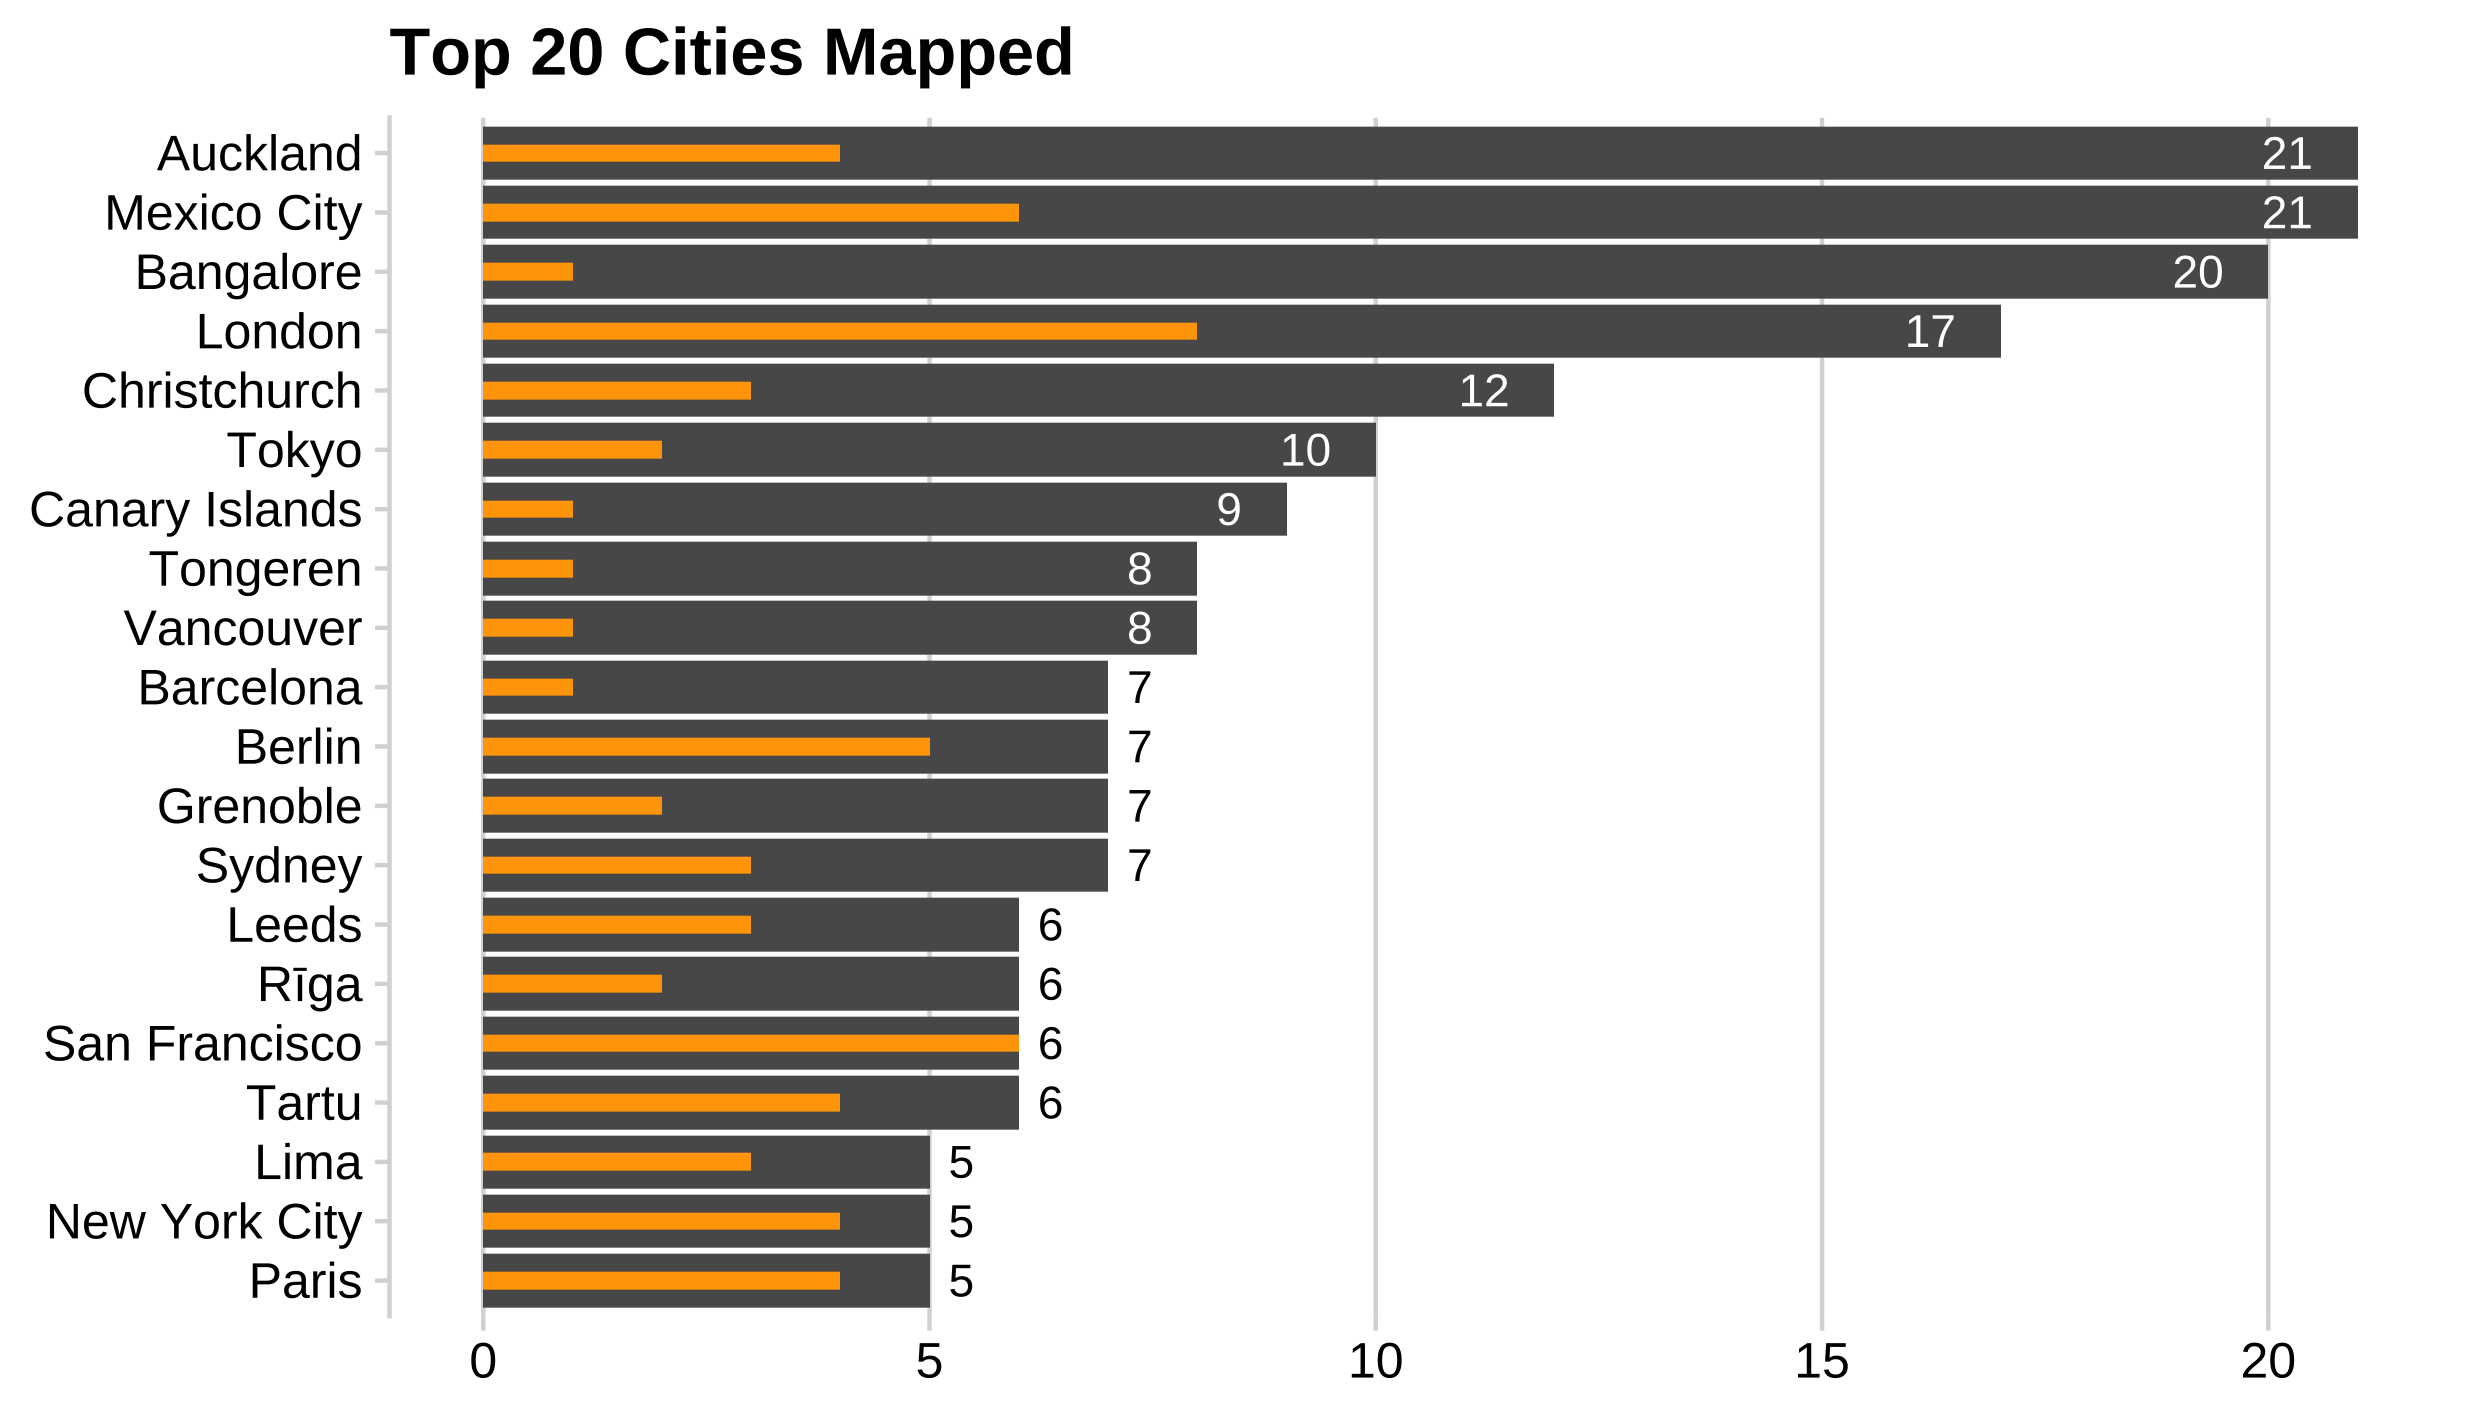 Top 20 Cities Mapped
Auckland 21
Mexico City 21
Bangalore 20
London 17
Christchurch 12
Tokyo 10
Canary Islands 9
Tongeren 8
Vancouver 8
Barcelona 7
Berlin 7
Grenoble 7
Sydney 7
Leeds 6
Rīga 6
San Francisco 6
Tartu 6
Lima 5
New York City 5
Paris 5
0 5 10 15 20